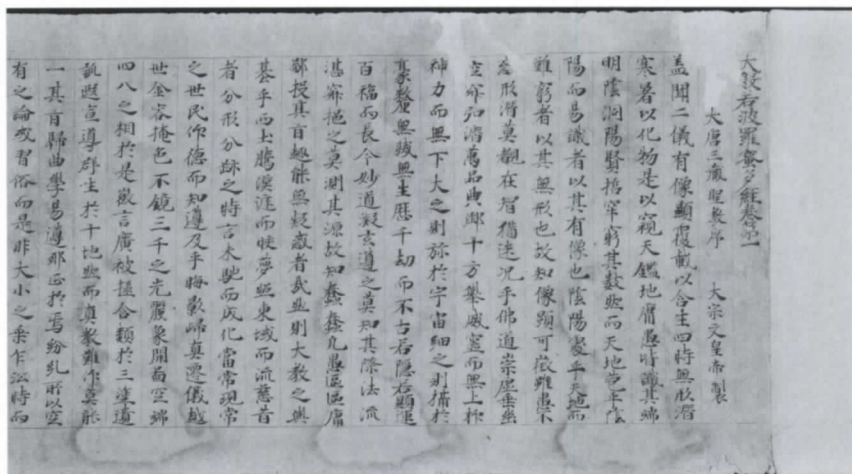 大般若波羅蜜多經卷第一
大唐三藏聖教序　大宗文皇帝製
蓋聞二儀有像顯覆載以含生四時無形潛
寒暑以化物是以窺天鑑地庸愚皆識其端
明陰洞陽賢哲罕窮其數然而天地苞乎陰
陽而易識者以其有像也陰陽處乎天地而
難窮者以其無形也故知像顯可徵雖愚不
惑形潛莫覩在智猶迷况乎佛道崇虛乘幽
控寂弘濟萬品典御十方舉威靈而無上抑
神力而無下大之則弥於宇宙細之則攝於
豪釐無滅無生歷千劫而不古若隱若顯運
百福而長今妙道凝玄遵之莫知其際法流
湛寂挹之莫測其源故知蠢蠢凡愚區區庸
鄙投其旨趣能無疑惑者哉然則大教之興
基乎西土騰漢庭而皎夢照東域而流慈昔
者分形分跡之時言未馳而成化當常現常
之世民仰德而知遵及乎晦影歸真遷儀越
世金容掩色不鏡三千之光麗象開圖空端
四八之相於是微言廣被拯含類於三塗遺
訓遐宣導群生於十地然而真教難仰莫能
一其旨歸曲學易遵邪正於焉紛糺所以空
有之論或習俗而是非大小之乘乍沿時而